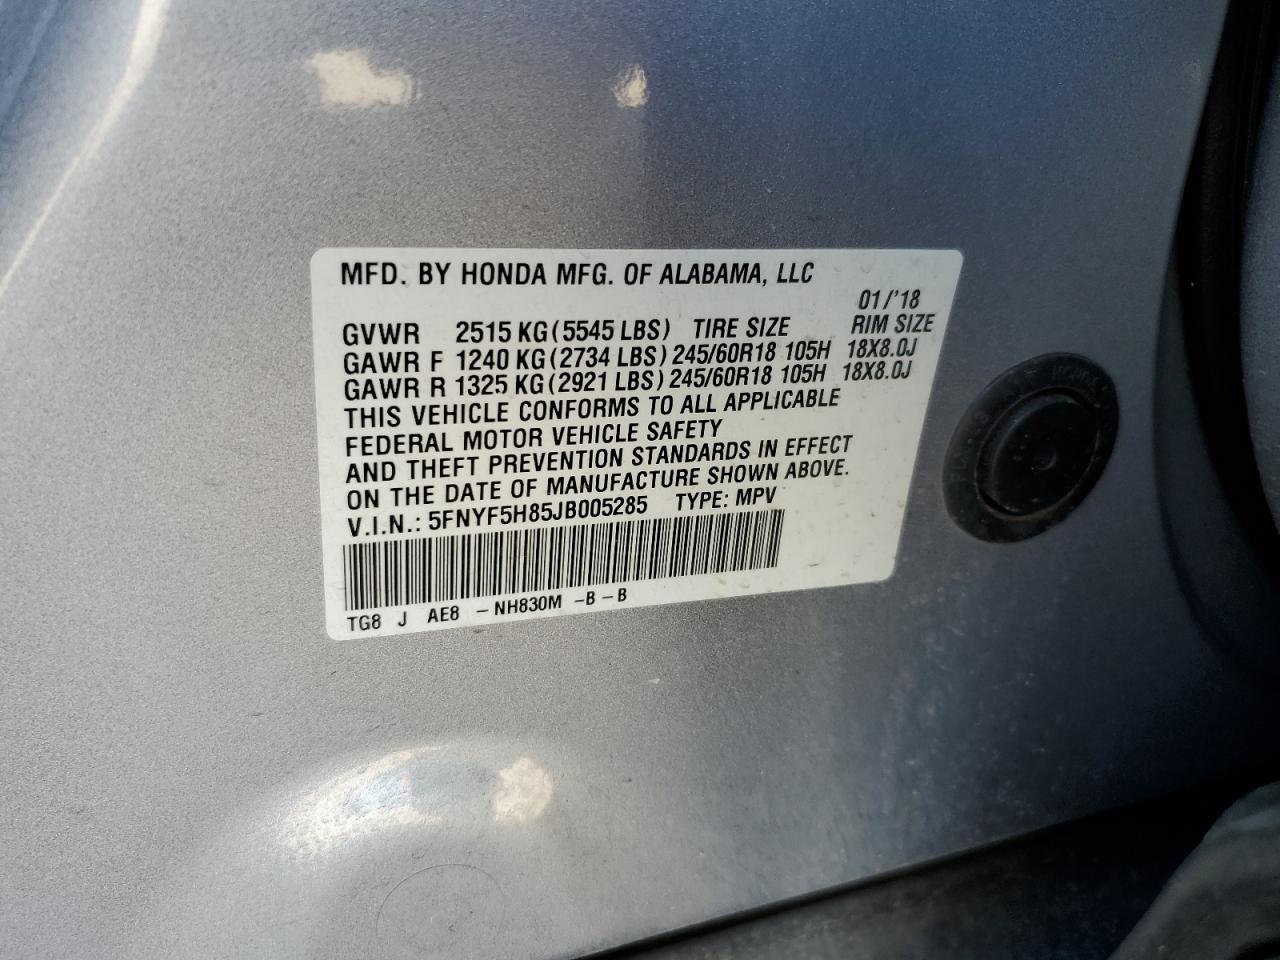 MFD. BY HONDA MFG. OF ALABAMA, LLC
01/'18
GVWR 2515 KG (5545 LBS) TIRE SIZE RIM SIZE
GAWR F 1240 KG (2734 LBS) 245/60R18 105H 18X8.0J
GAWR R 1325 KG (2921 LBS) 245/60R18 105H 18X8.0J
THIS VEHICLE CONFORMS TO ALL APPLICABLE
FEDERAL MOTOR VEHICLE SAFETY
AND THEFT PREVENTION STANDARDS IN EFFECT
ON THE DATE OF MANUFACTURE SHOWN ABOVE.
V.I.N.: 5FNYF5H85JB005285 TYPE: MPV
TG8 J AE8 - NH830M -B - B